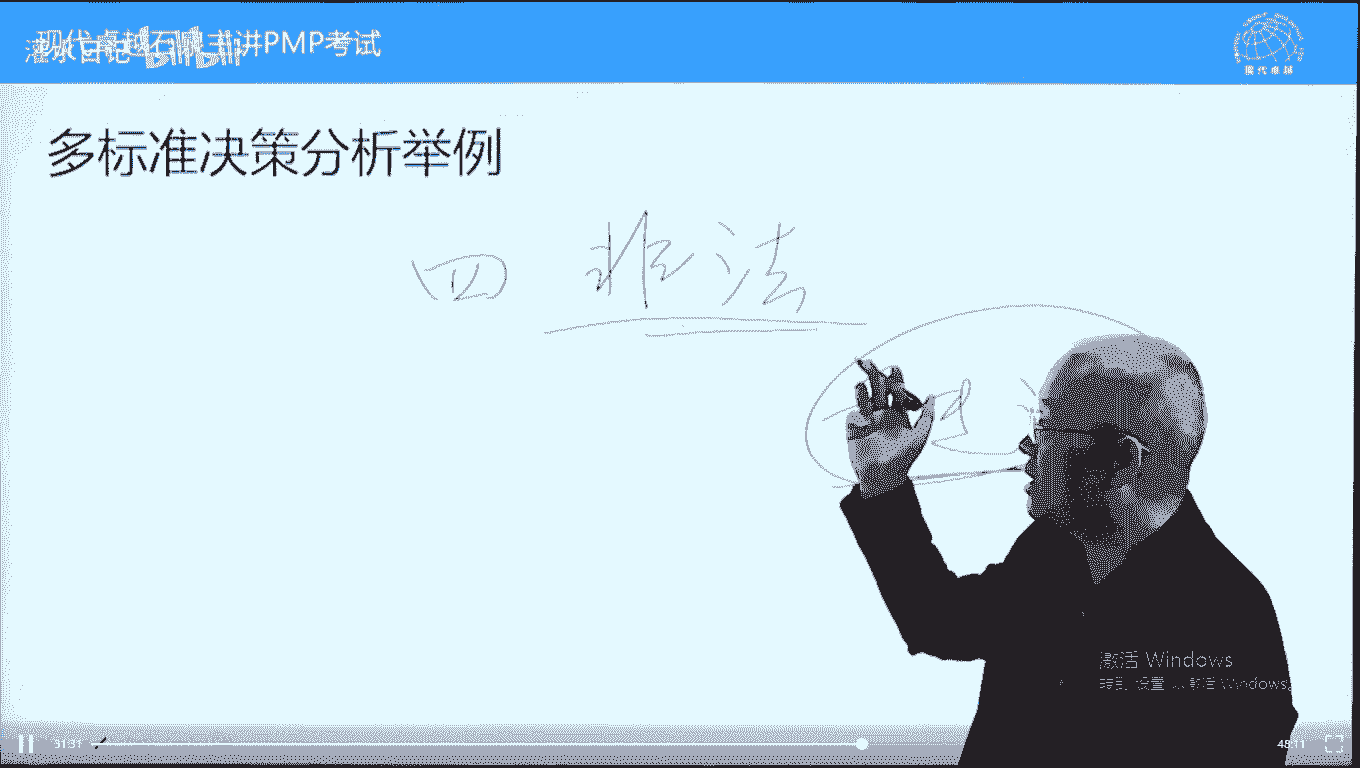 现代卓越石凯主讲PMP考试
灌水日记 bilibili
现代卓越
多标准决策分析举例
四 非法
激活 Windows
转到“设置”以激活 Windows。
31:31
48:11